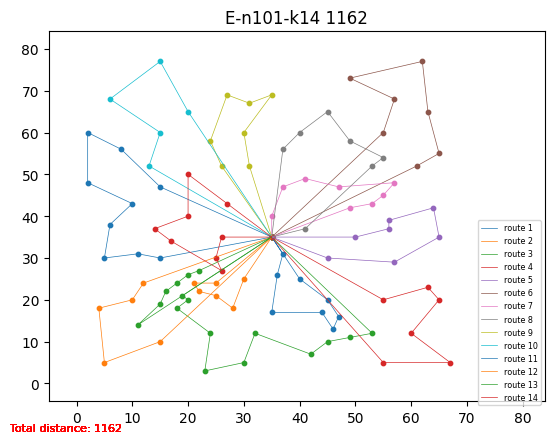 E-n101-k14 1162
80
70
60
50
40
30
20
10
0
0 10 20 30 40 50 60 70 80
route 1
route 2
route 3
route 4
route 5
route 6
route 7
route 8
route 9
route 10
route 11
route 12
route 13
route 14
Total distance: 1162